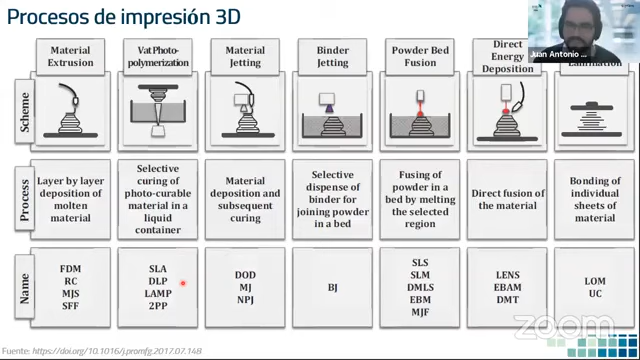 Procesos de impresión 3D
Juan Antonio
Material
Extrusion
Vat Photo-
polymerization
Material
Jetting
Binder
Jetting
Powder Bed
Fusion
Direct
Energy
Deposition
Lamination
Scheme
Process
Layer by layer
deposition of
molten
material
Selective
curing of
photo-curable
material in a
liquid
container
Material
deposition and
subsequent
curing
Selective
dispense of
binder for
joining powder
in a bed
Fusing of
powder in a
bed by melting
the selected
region
Direct fusion of
the material
Bonding of
individual
sheets of
material
Name
FDM
RC
MJS
SFF
SLA
DLP
LAMP
2PP
DOD
MJ
NPJ
BJ
SLS
SLM
DMLS
EBM
MJF
LENS
EBAM
DMT
LOM
UC
zoom
Fuente: https://doi.org/10.1016/j.promfg.2017.07.148